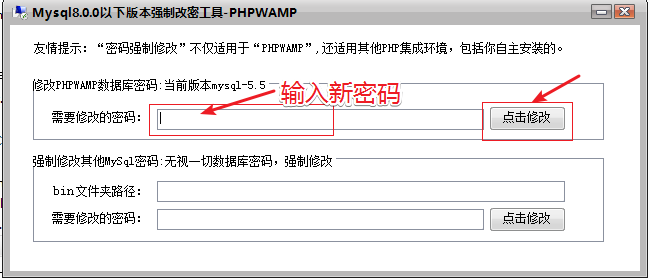 Mysql8.0.0以下版本强制改密工具-PHPWAMP
友情提示：“密码强制修改”不仅适用于“PHPWAMP”,还适用其他PHP集成环境，包括你自主安装的。
修改PHPWAMP数据库密码:当前版本mysql-5.5
输入新密码
需要修改的密码：
点击修改
强制修改其他MySql密码:无视一切数据库密码，强制修改
bin文件夹路径：
需要修改的密码：
点击修改